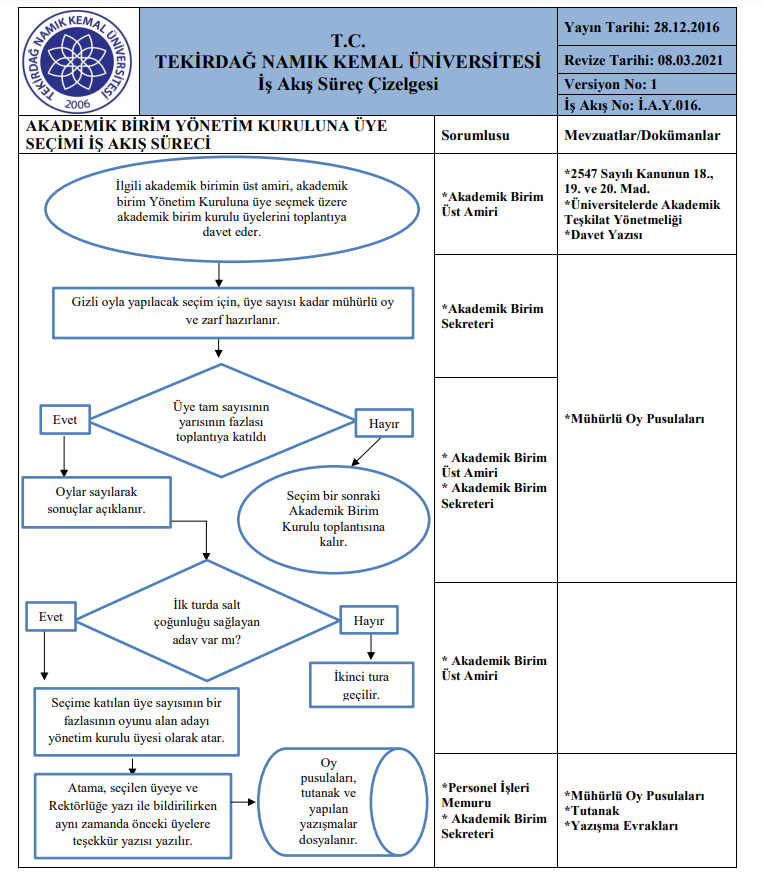 TEKİRDAĞ NAMIK KEMAL ÜNİVERSİTESİ
2006
T.C.
TEKİRDAĞ NAMIK KEMAL ÜNİVERSİTESİ
İş Akış Süreç Çizelgesi
Yayın Tarihi: 28.12.2016
Revize Tarihi: 08.03.2021
Versiyon No: 1
İş Akış No: İ.A.Y.016.
AKADEMİK BİRİM YÖNETİM KURULUNA ÜYE
SEÇİMİ İŞ AKIŞ SÜRECİ
Sorumlusu
Mevzuatlar/Dokümanlar
İlgili akademik birimin üst amiri, akademik
birim Yönetim Kuruluna üye seçmek üzere
akademik birim kurulu üyelerini toplantıya
davet eder.
*Akademik Birim
Üst Amiri
*2547 Sayılı Kanunun 18.,
19. ve 20. Mad.
*Üniversitelerde Akademik
Teşkilat Yönetmeliği
*Davet Yazısı
Gizli oyla yapılacak seçim için, üye sayısı kadar mühürlü oy
ve zarf hazırlanır.
*Akademik Birim
Sekreteri
Üye tam sayısının
yarısının fazlası
toplantıya katıldı
Evet
Hayır
*Mühürlü Oy Pusulaları
Oylar sayılarak
sonuçlar açıklanır.
Seçim bir sonraki
Akademik Birim
Kurulu toplantısına
kalır.
* Akademik Birim
Üst Amiri
* Akademik Birim
Sekreteri
İlk turda salt
çoğunluğu sağlayan
aday var mı?
Evet
Hayır
İkinci tura
geçilir.
* Akademik Birim
Üst Amiri
Seçime katılan üye sayısının bir
fazlasının oyunu alan adayı
yönetim kurulu üyesi olarak atar.
Atama, seçilen üyeye ve
Rektörlüğe yazı ile bildirilirken
aynı zamanda önceki üyelere
teşekkür yazısı yazılır.
Oy
pusulaları,
tutanak ve
yapılan
yazışmalar
dosyalanır.
*Personel İşleri
Memuru
* Akademik Birim
Sekreteri
*Mühürlü Oy Pusulaları
*Tutanak
*Yazışma Evrakları